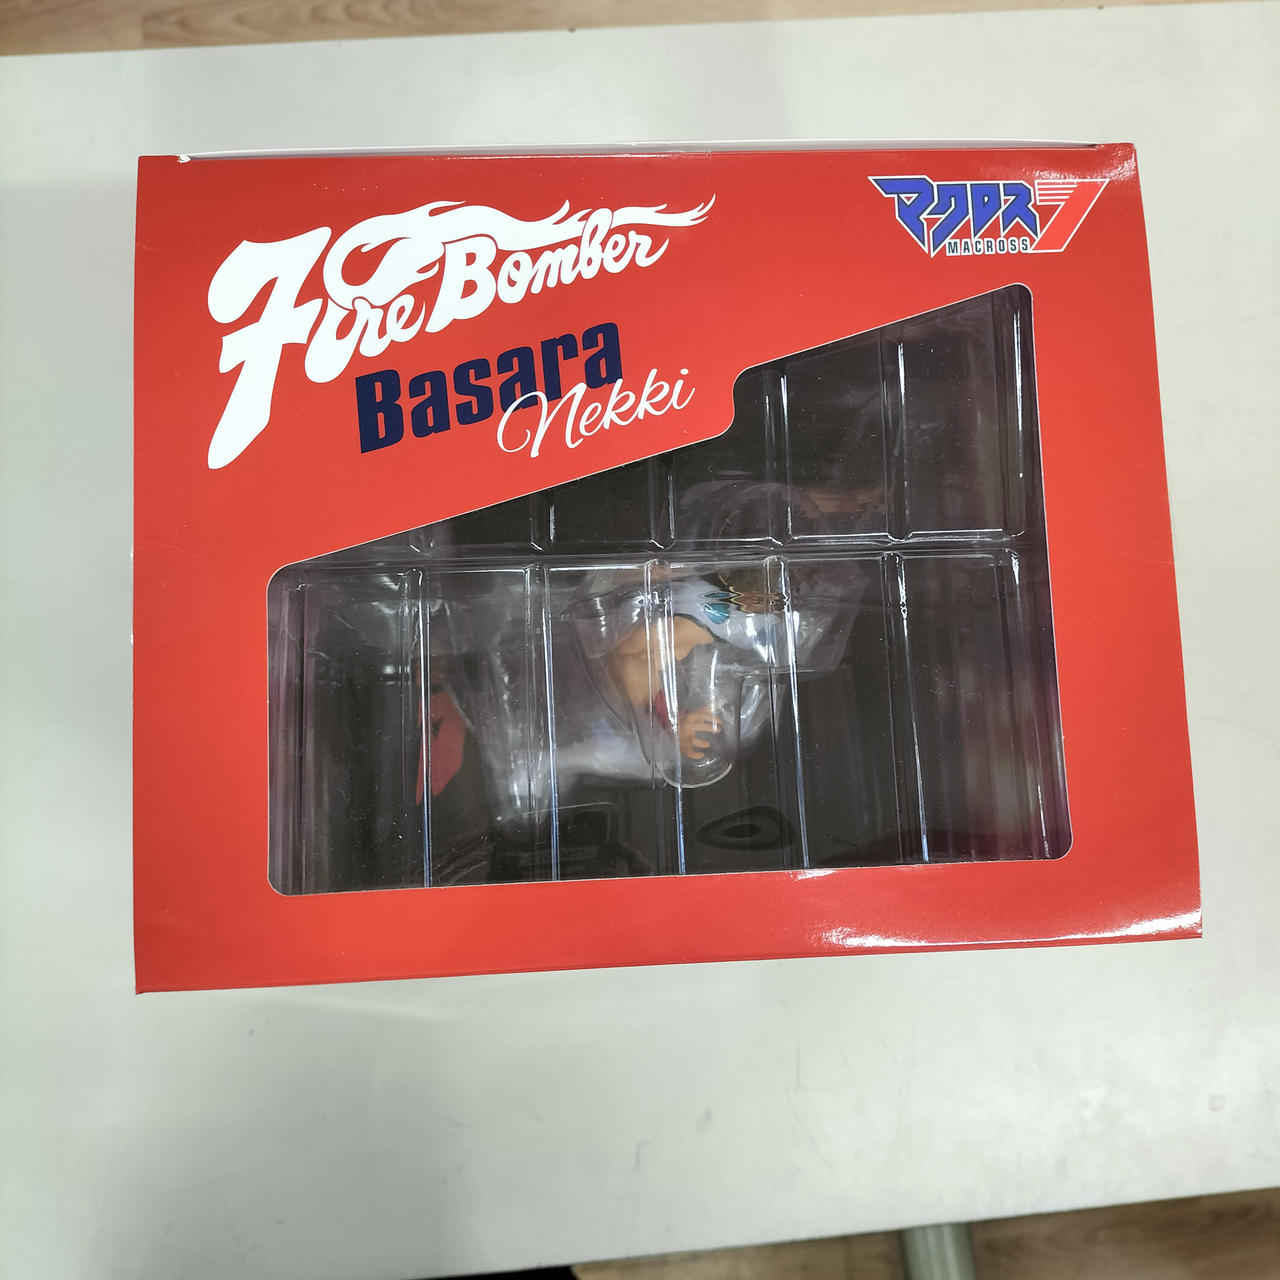 Fire Bomber
Basara
Nekki
マクロス7
MACROSS